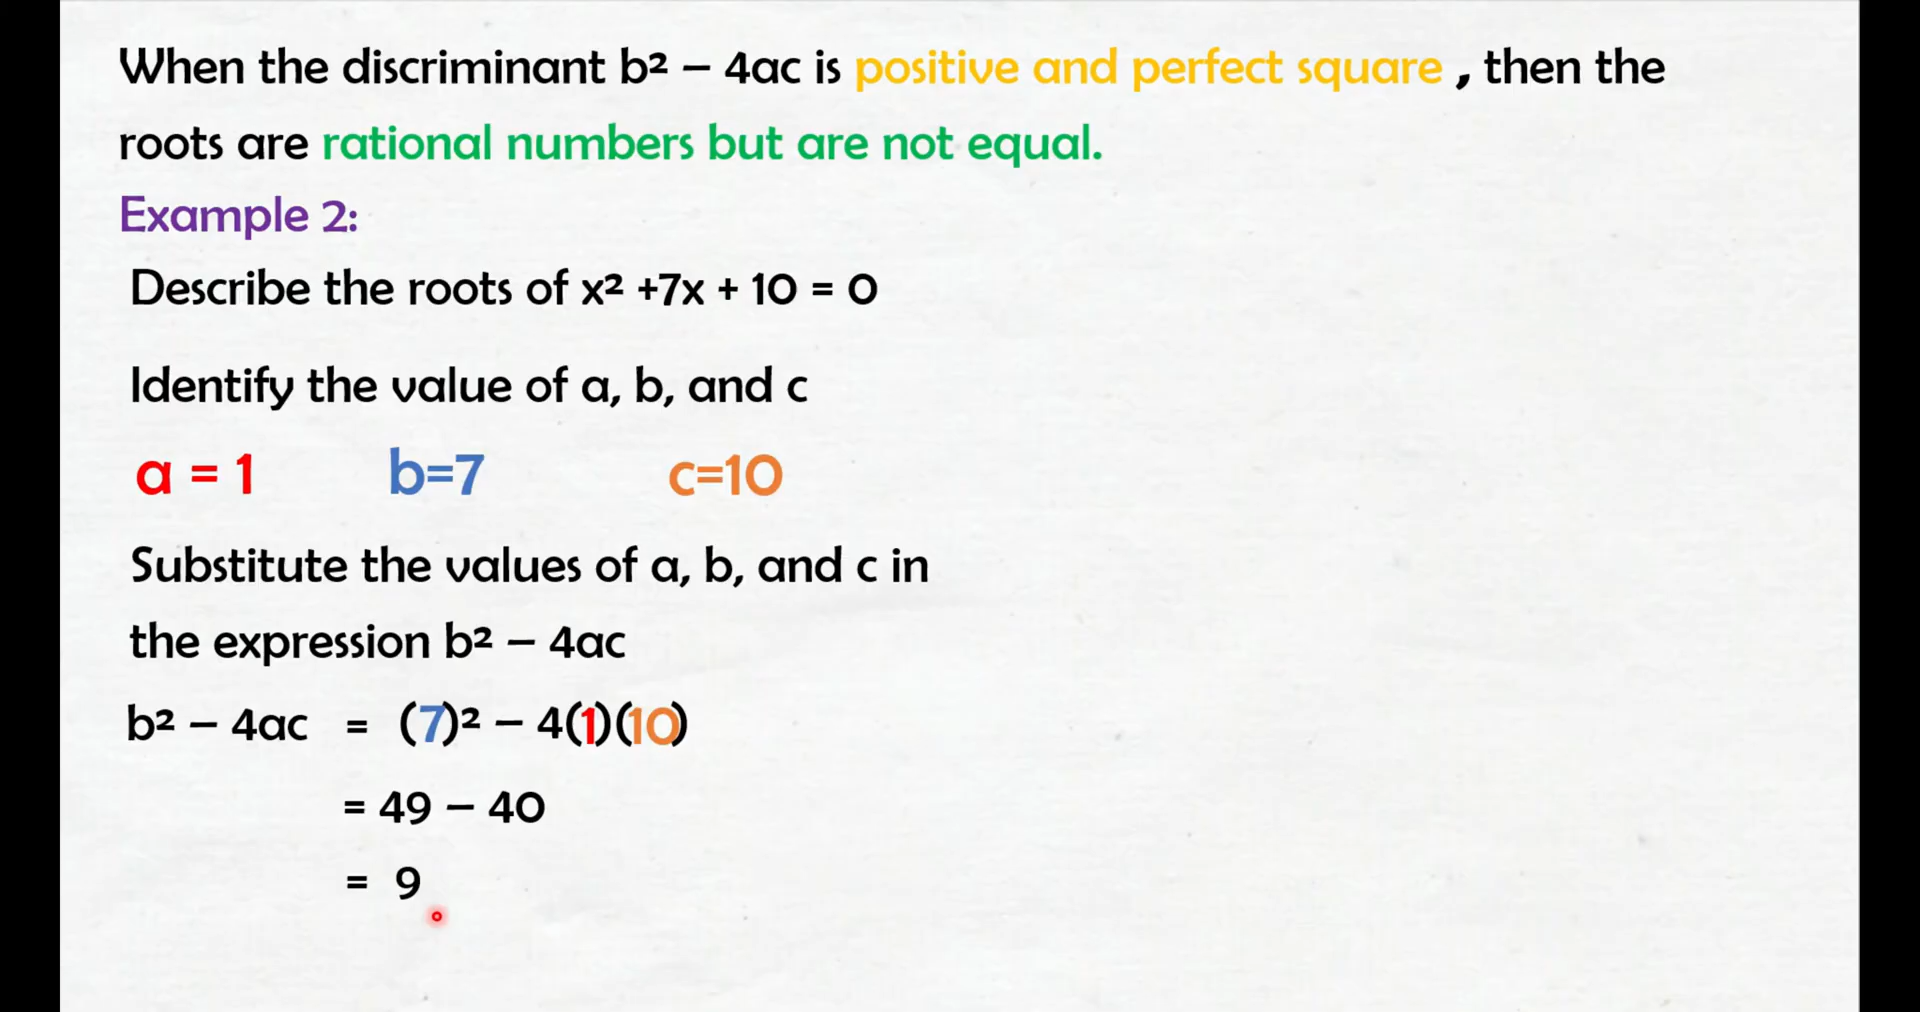 When the discriminant b² – 4ac is positive and perfect square , then the
roots are rational numbers but are not equal.
Example 2:
Describe the roots of x² +7x + 10 = 0
Identify the value of a, b, and c
a = 1 b=7 c=10
Substitute the values of a, b, and c in
the expression b² – 4ac
b² – 4ac = (7)² – 4(1)(10)
= 49 – 40
= 9